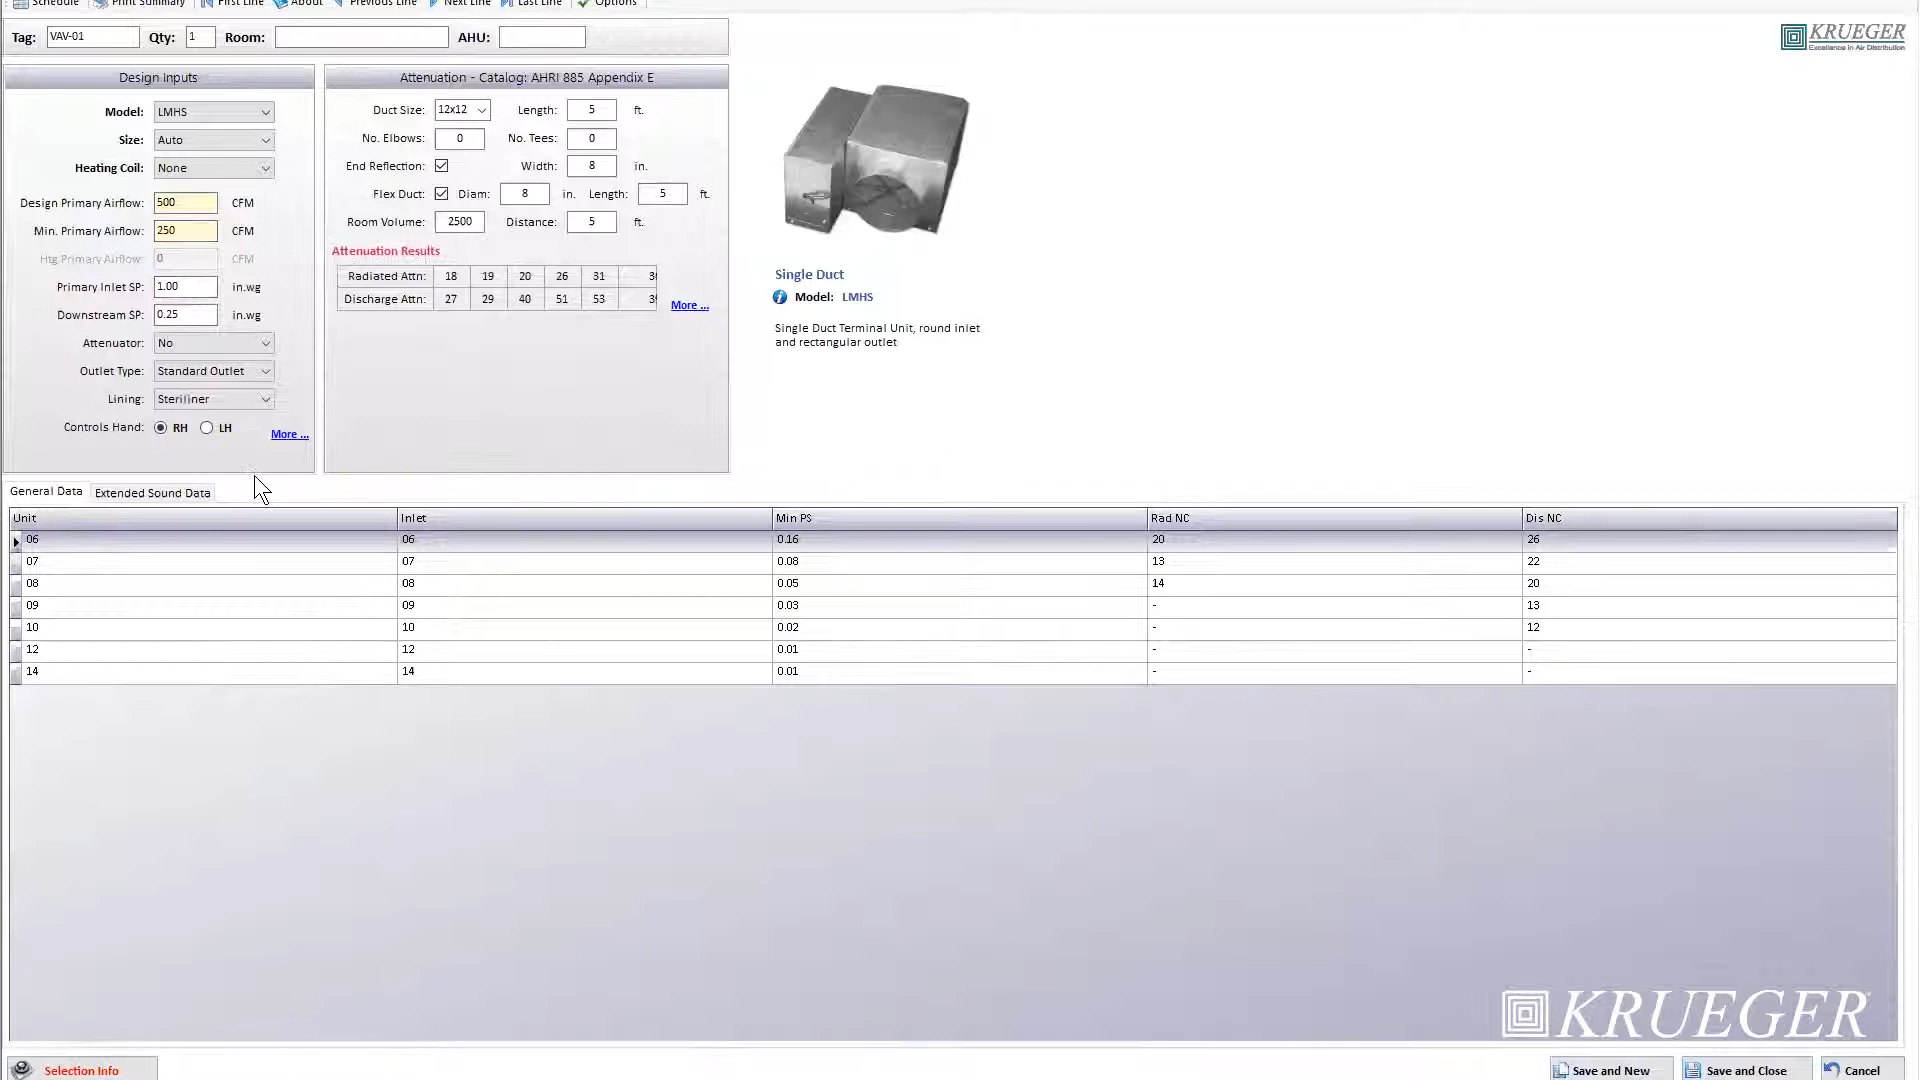 Schedule Print Summary First Line About Previous Line Next Line Last Line Options
Tag: VAV-01 Qty: 1 Room: AHU:
KRUEGER
Excellence in Air Distribution
Design Inputs
Model: LMHS
Size: Auto
Heating Coil: None
Design Primary Airflow: 500 CFM
Min. Primary Airflow: 250 CFM
Htg Primary Airflow: 0 CFM
Primary Inlet SP: 1.00 in.wg
Downstream SP: 0.25 in.wg
Attenuator: No
Outlet Type: Standard Outlet
Lining: Steriliner
Controls Hand: RH LH
More ...
Attenuation - Catalog: AHRI 885 Appendix E
Duct Size: 12x12 Length: 5 ft.
No. Elbows: 0 No. Tees: 0
End Reflection: Width: 8 in.
Flex Duct: Diam: 8 in. Length: 5 ft.
Room Volume: 2500 Distance: 5 ft.
Attenuation Results
Radiated Attn: 18 19 20 26 31
Discharge Attn: 27 29 40 51 53
More ...
Single Duct
Model: LMHS
Single Duct Terminal Unit, round inlet
and rectangular outlet
General Data Extended Sound Data
Unit Inlet Min PS Rad NC Dis NC
06 06 0.16 20 26
07 07 0.08 13 22
08 08 0.05 14 20
09 09 0.03 - 13
10 10 0.02 - 12
12 12 0.01 - -
14 14 0.01 - -
KRUEGER
Selection Info Save and New Save and Close Cancel